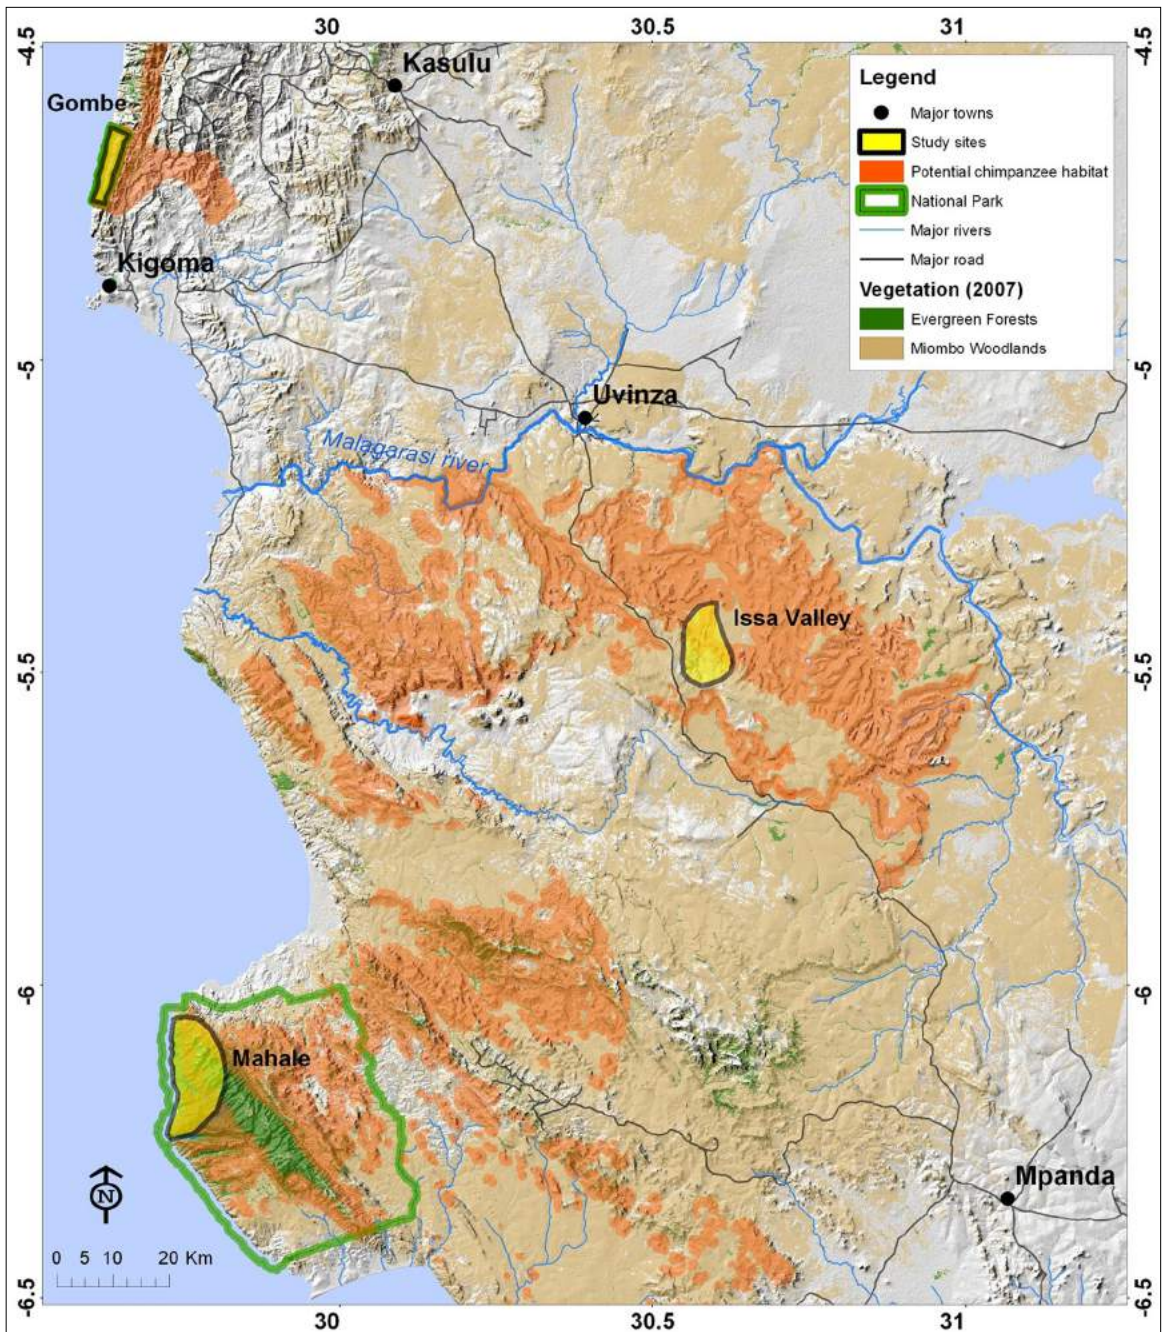 30 30.5 31
-4.5 -4.5
Kasulu
Gombe
Kigoma
Legend
Major towns
Study sites
Potential chimpanzee habitat
National Park
Major rivers
Major road
Vegetation (2007)
Evergreen Forests
Miombo Woodlands
-5 -5
Uvinza
Malagarasi river
Issa Valley
-5.5 -5.5
-6 -6
Mahale
Mpanda
N
0 5 10 20 Km
-6.5 -6.5
30 30.5 31